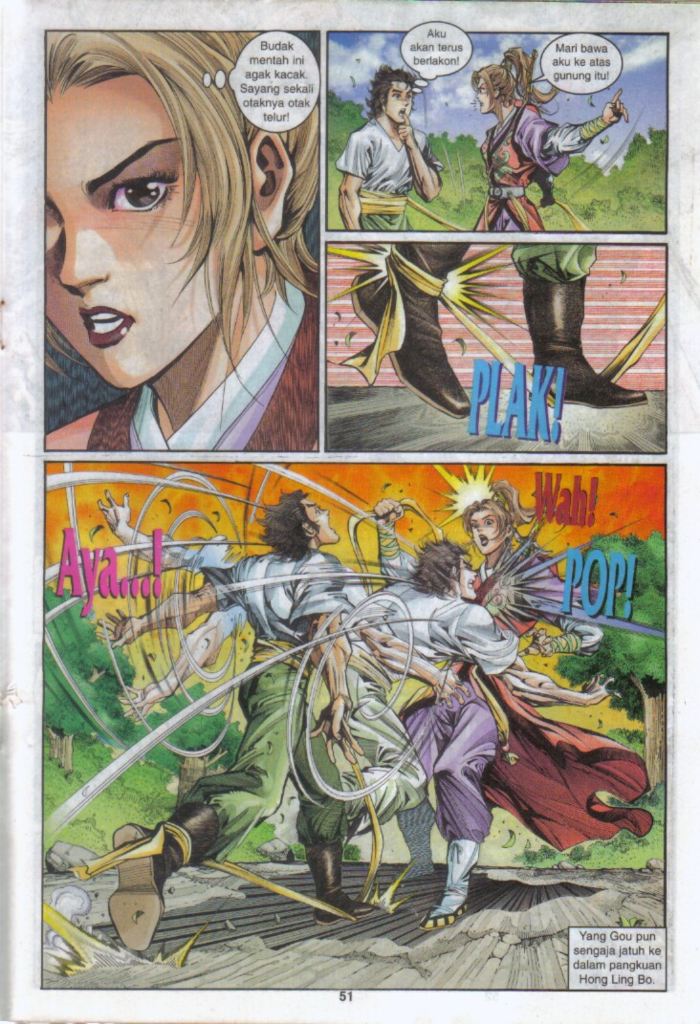 Budak
mentah ini
agak kacak.
Sayang sekali
otaknya otak
telur!
Aku
akan terus
berlakon!
Mari bawa
aku ke atas
gunung itu!
PLAK!
Aya....!
Wah!
POP!
Yang Gou pun
sengaja jatuh ke
dalam pangkuan
Hong Ling Bo.
51